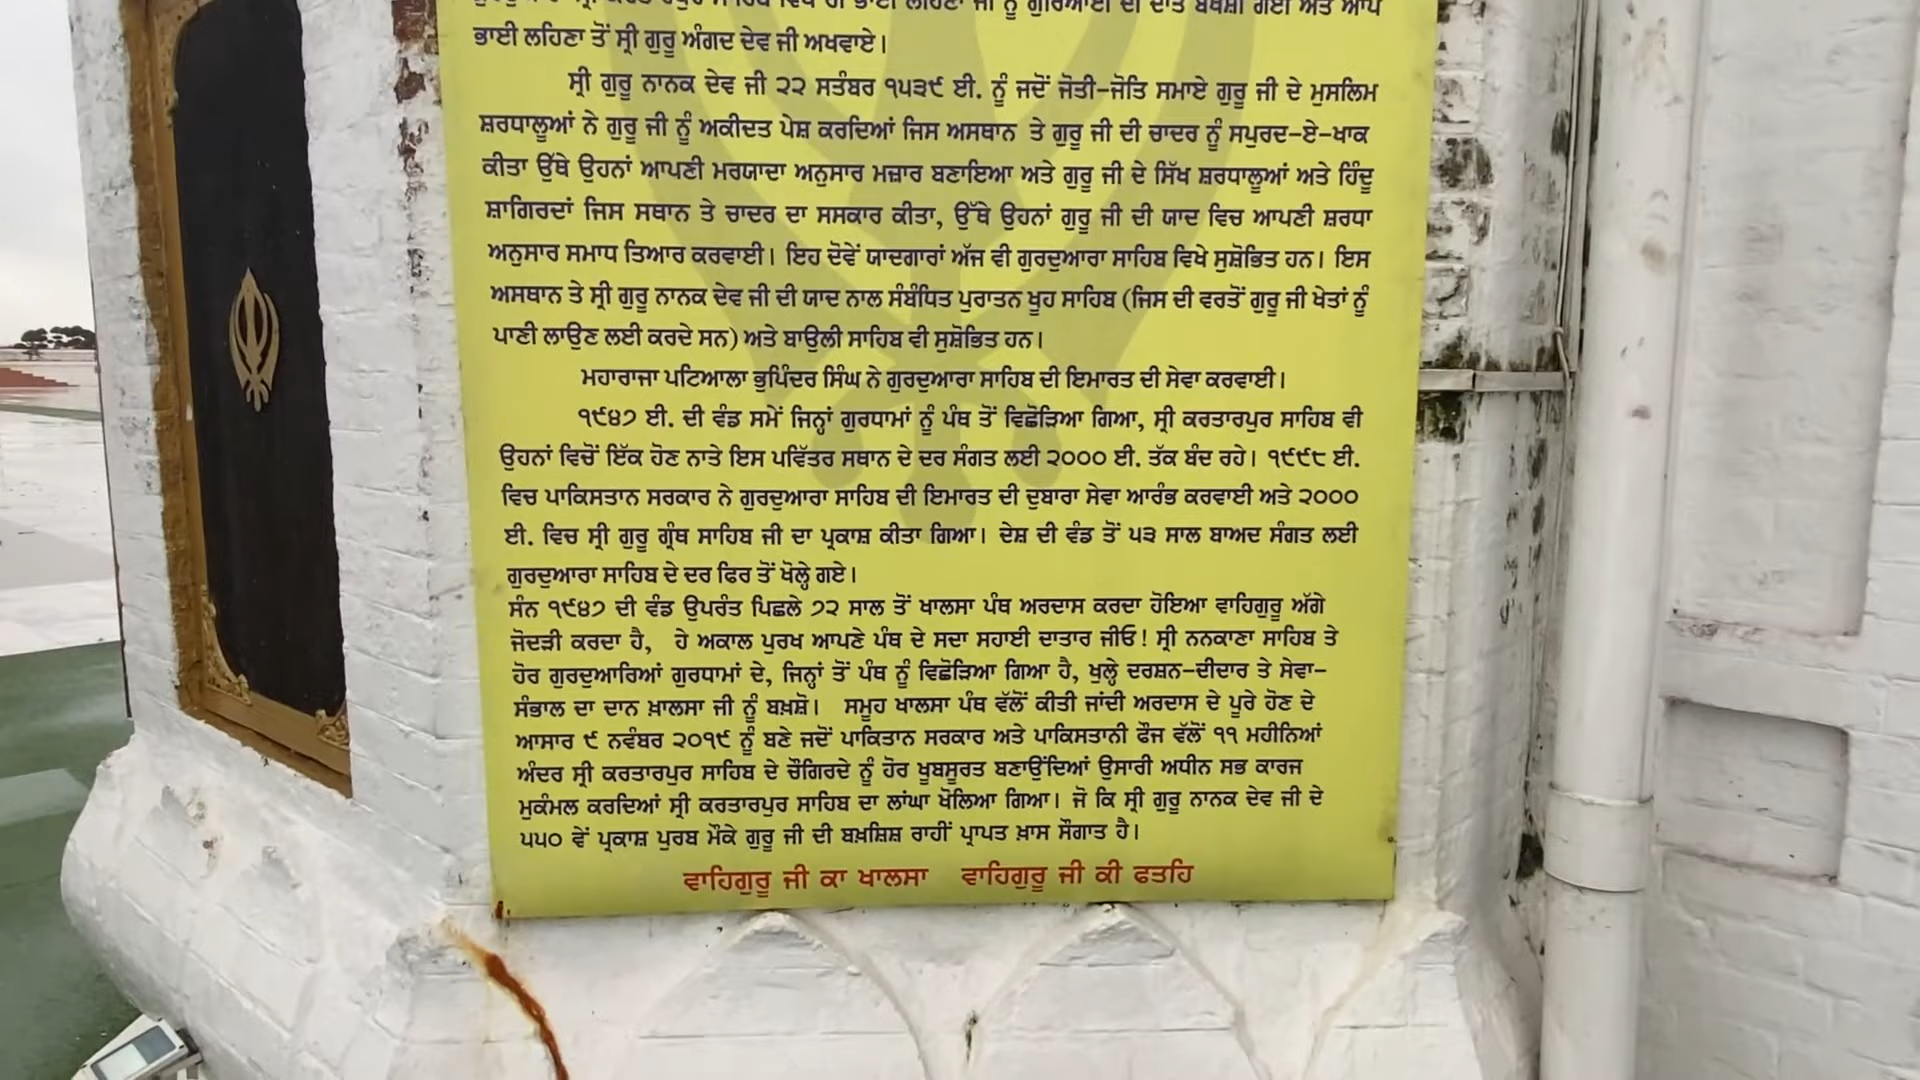 ਭਾਈ ਲਹਿਣਾ ਜੀ ਨੂੰ ਗੁਰਿਆਈ ਦੀ ਦਾਤ ਬਖਸ਼ੀ ਗਈ ਅਤੇ ਆਪ
ਭਾਈ ਲਹਿਣਾ ਤੋਂ ਸ੍ਰੀ ਗੁਰੂ ਅੰਗਦ ਦੇਵ ਜੀ ਅਖਵਾਏ।
ਸ੍ਰੀ ਗੁਰੂ ਨਾਨਕ ਦੇਵ ਜੀ ੨੨ ਸਤੰਬਰ ੧੫੩੯ ਈ. ਨੂੰ ਜਦੋਂ ਜੋਤੀ-ਜੋਤਿ ਸਮਾਏ ਗੁਰੂ ਜੀ ਦੇ ਮੁਸਲਿਮ
ਸ਼ਰਧਾਲੂਆਂ ਨੇ ਗੁਰੂ ਜੀ ਨੂੰ ਅਕੀਦਤ ਪੇਸ਼ ਕਰਦਿਆਂ ਜਿਸ ਅਸਥਾਨ ਤੇ ਗੁਰੂ ਜੀ ਦੀ ਚਾਦਰ ਨੂੰ ਸਪੁਰਦ-ਏ-ਖਾਕ
ਕੀਤਾ ਉੱਥੇ ਉਹਨਾਂ ਆਪਣੀ ਮਰਯਾਦਾ ਅਨੁਸਾਰ ਮਜ਼ਾਰ ਬਣਾਇਆ ਅਤੇ ਗੁਰੂ ਜੀ ਦੇ ਸਿੱਖ ਸ਼ਰਧਾਲੂਆਂ ਅਤੇ ਹਿੰਦੂ
ਸ਼ਾਗਿਰਦਾਂ ਜਿਸ ਸਥਾਨ ਤੇ ਚਾਦਰ ਦਾ ਸਸਕਾਰ ਕੀਤਾ, ਉੱਥੇ ਉਹਨਾਂ ਗੁਰੂ ਜੀ ਦੀ ਯਾਦ ਵਿਚ ਆਪਣੀ ਸ਼ਰਧਾ
ਅਨੁਸਾਰ ਸਮਾਧ ਤਿਆਰ ਕਰਵਾਈ। ਇਹ ਦੋਵੇਂ ਯਾਦਗਾਰਾਂ ਅੱਜ ਵੀ ਗੁਰਦੁਆਰਾ ਸਾਹਿਬ ਵਿਖੇ ਸੁਸ਼ੋਭਿਤ ਹਨ। ਇਸ
ਅਸਥਾਨ ਤੇ ਸ੍ਰੀ ਗੁਰੂ ਨਾਨਕ ਦੇਵ ਜੀ ਦੀ ਯਾਦ ਨਾਲ ਸੰਬੰਧਿਤ ਪੁਰਾਤਨ ਖੂਹ ਸਾਹਿਬ (ਜਿਸ ਦੀ ਵਰਤੋਂ ਗੁਰੂ ਜੀ ਖੇਤਾਂ ਨੂੰ
ਪਾਣੀ ਲਾਉਣ ਲਈ ਕਰਦੇ ਸਨ) ਅਤੇ ਬਾਉਲੀ ਸਾਹਿਬ ਵੀ ਸੁਸ਼ੋਭਿਤ ਹਨ।
ਮਹਾਰਾਜਾ ਪਟਿਆਲਾ ਭੁਪਿੰਦਰ ਸਿੰਘ ਨੇ ਗੁਰਦੁਆਰਾ ਸਾਹਿਬ ਦੀ ਇਮਾਰਤ ਦੀ ਸੇਵਾ ਕਰਵਾਈ।
੧੯੪੭ ਈ. ਦੀ ਵੰਡ ਸਮੇਂ ਜਿਨ੍ਹਾਂ ਗੁਰਧਾਮਾਂ ਨੂੰ ਪੰਥ ਤੋਂ ਵਿਛੋੜਿਆ ਗਿਆ, ਸ੍ਰੀ ਕਰਤਾਰਪੁਰ ਸਾਹਿਬ ਵੀ
ਉਹਨਾਂ ਵਿਚੋਂ ਇੱਕ ਹੋਣ ਨਾਤੇ ਇਸ ਪਵਿੱਤਰ ਸਥਾਨ ਦੇ ਦਰ ਸੰਗਤ ਲਈ ੨੦੦੦ ਈ. ਤੱਕ ਬੰਦ ਰਹੇ। ੧੯੯੮ ਈ.
ਵਿਚ ਪਾਕਿਸਤਾਨ ਸਰਕਾਰ ਨੇ ਗੁਰਦੁਆਰਾ ਸਾਹਿਬ ਦੀ ਇਮਾਰਤ ਦੀ ਦੁਬਾਰਾ ਸੇਵਾ ਆਰੰਭ ਕਰਵਾਈ ਅਤੇ ੨੦੦੦
ਈ. ਵਿਚ ਸ੍ਰੀ ਗੁਰੂ ਗ੍ਰੰਥ ਸਾਹਿਬ ਜੀ ਦਾ ਪ੍ਰਕਾਸ਼ ਕੀਤਾ ਗਿਆ। ਦੇਸ਼ ਦੀ ਵੰਡ ਤੋਂ ੫੩ ਸਾਲ ਬਾਅਦ ਸੰਗਤ ਲਈ
ਗੁਰਦੁਆਰਾ ਸਾਹਿਬ ਦੇ ਦਰ ਫਿਰ ਤੋਂ ਖੋਲ੍ਹੇ ਗਏ।
ਸੰਨ ੧੯੪੭ ਦੀ ਵੰਡ ਉਪਰੰਤ ਪਿਛਲੇ ੭੨ ਸਾਲ ਤੋਂ ਖਾਲਸਾ ਪੰਥ ਅਰਦਾਸ ਕਰਦਾ ਹੋਇਆ ਵਾਹਿਗੁਰੂ ਅੱਗੇ
ਜੋਦੜੀ ਕਰਦਾ ਹੈ, ਹੇ ਅਕਾਲ ਪੁਰਖ ਆਪਣੇ ਪੰਥ ਦੇ ਸਦਾ ਸਹਾਈ ਦਾਤਾਰ ਜੀਓ! ਸ੍ਰੀ ਨਨਕਾਣਾ ਸਾਹਿਬ ਤੇ
ਹੋਰ ਗੁਰਦੁਆਰਿਆਂ ਗੁਰਧਾਮਾਂ ਦੇ, ਜਿਨ੍ਹਾਂ ਤੋਂ ਪੰਥ ਨੂੰ ਵਿਛੋੜਿਆ ਗਿਆ ਹੈ, ਖੁਲ੍ਹੇ ਦਰਸ਼ਨ-ਦੀਦਾਰ ਤੇ ਸੇਵਾ-
ਸੰਭਾਲ ਦਾ ਦਾਨ ਖ਼ਾਲਸਾ ਜੀ ਨੂੰ ਬਖ਼ਸ਼ੋ। ਸਮੂਹ ਖਾਲਸਾ ਪੰਥ ਵੱਲੋਂ ਕੀਤੀ ਜਾਂਦੀ ਅਰਦਾਸ ਦੇ ਪੂਰੇ ਹੋਣ ਦੇ
ਆਸਾਰ ੯ ਨਵੰਬਰ ੨੦੧੯ ਨੂੰ ਬਣੇ ਜਦੋਂ ਪਾਕਿਤਾਨ ਸਰਕਾਰ ਅਤੇ ਪਾਕਿਸਤਾਨੀ ਫੌਜ ਵੱਲੋਂ ੧੧ ਮਹੀਨਿਆਂ
ਅੰਦਰ ਸ੍ਰੀ ਕਰਤਾਰਪੁਰ ਸਾਹਿਬ ਦੇ ਚੌਗਿਰਦੇ ਨੂੰ ਹੋਰ ਖੂਬਸੂਰਤ ਬਣਾਉਂਦਿਆਂ ਉਸਾਰੀ ਅਧੀਨ ਸਭ ਕਾਰਜ
ਮੁਕੰਮਲ ਕਰਦਿਆਂ ਸ੍ਰੀ ਕਰਤਾਰਪੁਰ ਸਾਹਿਬ ਦਾ ਲਾਂਘਾ ਖੋਲਿਆ ਗਿਆ। ਜੋ ਕਿ ਸ੍ਰੀ ਗੁਰੂ ਨਾਨਕ ਦੇਵ ਜੀ ਦੇ
੫੫੦ ਵੇਂ ਪ੍ਰਕਾਸ਼ ਪੁਰਬ ਮੌਕੇ ਗੁਰੂ ਜੀ ਦੀ ਬਖ਼ਸ਼ਿਸ਼ ਰਾਹੀਂ ਪ੍ਰਾਪਤ ਖ਼ਾਸ ਸੌਗਾਤ ਹੈ।
ਵਾਹਿਗੁਰੂ ਜੀ ਕਾ ਖਾਲਸਾ ਵਾਹਿਗੁਰੂ ਜੀ ਕੀ ਫਤਹਿ